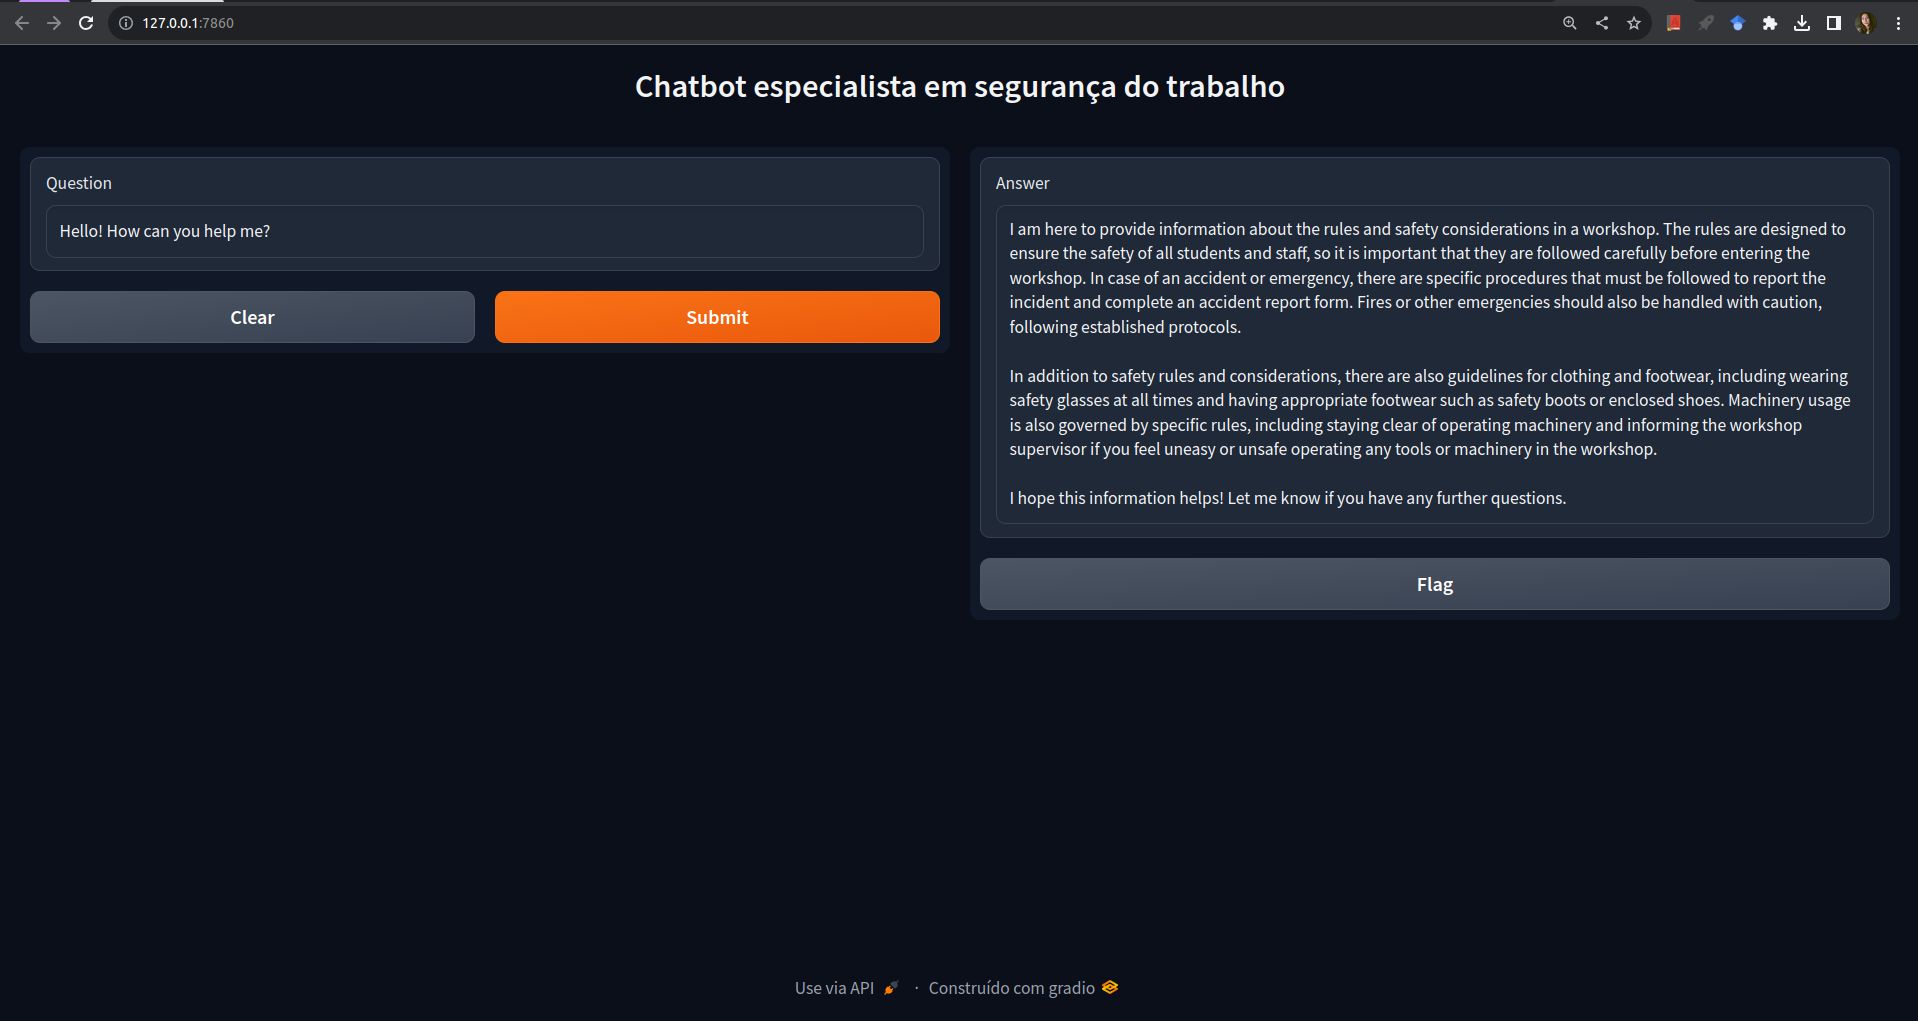 127.0.0.1:7860
Chatbot especialista em segurança do trabalho
Question
Hello! How can you help me?
Clear
Submit
Answer
I am here to provide information about the rules and safety considerations in a workshop. The rules are designed to
ensure the safety of all students and staff, so it is important that they are followed carefully before entering the
workshop. In case of an accident or emergency, there are specific procedures that must be followed to report the
incident and complete an accident report form. Fires or other emergencies should also be handled with caution,
following established protocols.
In addition to safety rules and considerations, there are also guidelines for clothing and footwear, including wearing
safety glasses at all times and having appropriate footwear such as safety boots or enclosed shoes. Machinery usage
is also governed by specific rules, including staying clear of operating machinery and informing the workshop
supervisor if you feel uneasy or unsafe operating any tools or machinery in the workshop.
I hope this information helps! Let me know if you have any further questions.
Flag
Use via API · Construído com gradio